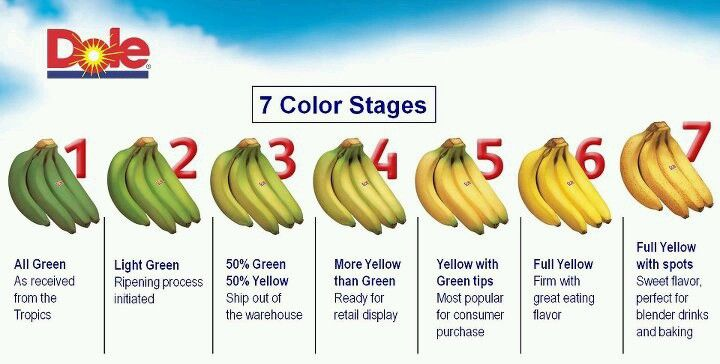 Dole
7 Color Stages
1
All Green
As received
from the
Tropics
2
Light Green
Ripening process
initiated
3
50% Green
50% Yellow
Ship out of
the warehouse
4
More Yellow
than Green
Ready for
retail display
5
Yellow with
Green tips
Most popular
for consumer
purchase
6
Full Yellow
Firm with
great eating
flavor
7
Full Yellow
with spots
Sweet flavor,
perfect for
blender drinks
and baking